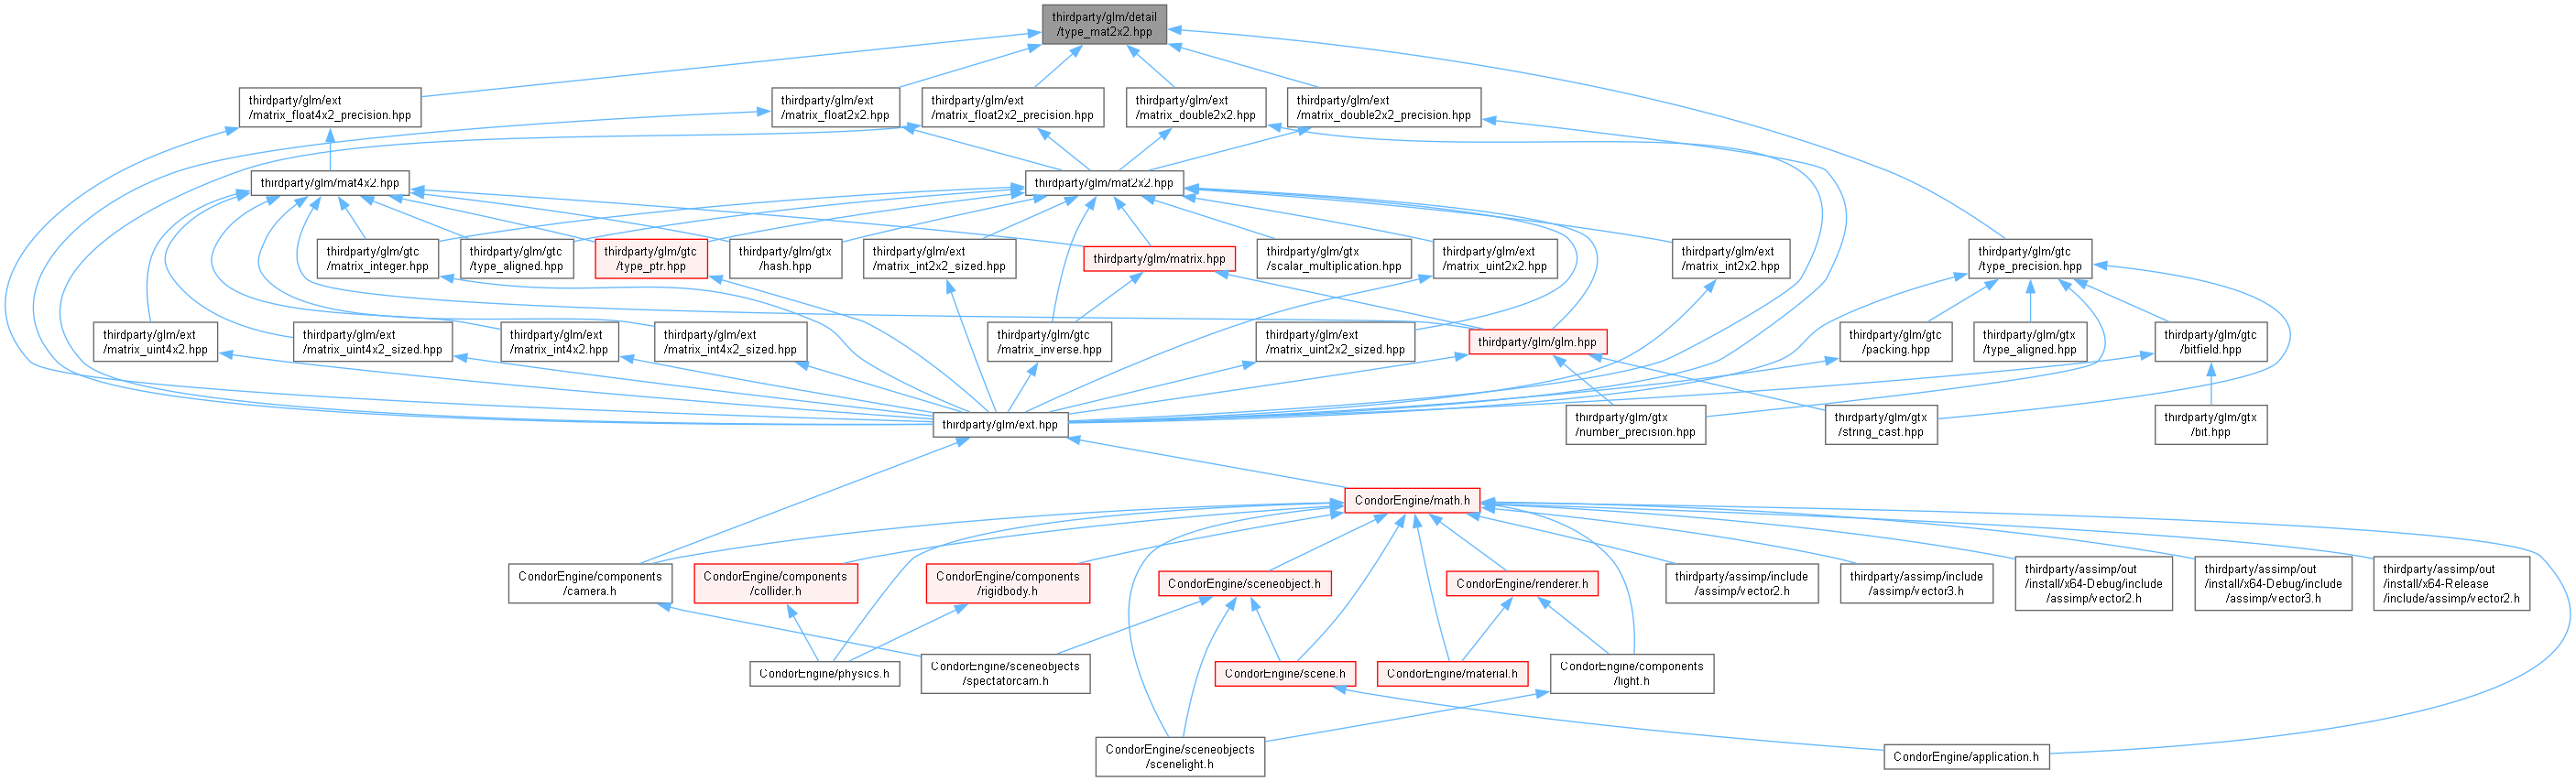 thirdparty/glm/detail
/type_mat2x2.hpp
thirdparty/glm/ext
/matrix_float4x2_precision.hpp
thirdparty/glm/ext
/matrix_float2x2.hpp
thirdparty/glm/ext
/matrix_float2x2_precision.hpp
thirdparty/glm/ext
/matrix_double2x2.hpp
thirdparty/glm/ext
/matrix_double2x2_precision.hpp
thirdparty/glm/mat4x2.hpp
thirdparty/glm/mat2x2.hpp
thirdparty/glm/gtc
/matrix_integer.hpp
thirdparty/glm/gtc
/type_aligned.hpp
thirdparty/glm/gtc
/type_ptr.hpp
thirdparty/glm/gtx
/hash.hpp
thirdparty/glm/ext
/matrix_int2x2_sized.hpp
thirdparty/glm/matrix.hpp
thirdparty/glm/gtx
/scalar_multiplication.hpp
thirdparty/glm/ext
/matrix_uint2x2.hpp
thirdparty/glm/ext
/matrix_int2x2.hpp
thirdparty/glm/gtc
/type_precision.hpp
thirdparty/glm/ext
/matrix_uint4x2.hpp
thirdparty/glm/ext
/matrix_uint4x2_sized.hpp
thirdparty/glm/ext
/matrix_int4x2.hpp
thirdparty/glm/ext
/matrix_int4x2_sized.hpp
thirdparty/glm/gtc
/matrix_inverse.hpp
thirdparty/glm/ext
/matrix_uint2x2_sized.hpp
thirdparty/glm/glm.hpp
thirdparty/glm/gtc
/packing.hpp
thirdparty/glm/gtx
/type_aligned.hpp
thirdparty/glm/gtc
/bitfield.hpp
thirdparty/glm/ext.hpp
thirdparty/glm/gtx
/number_precision.hpp
thirdparty/glm/gtx
/string_cast.hpp
thirdparty/glm/gtx
/bit.hpp
CondorEngine/math.h
CondorEngine/components
/camera.h
CondorEngine/components
/collider.h
CondorEngine/components
/rigidbody.h
CondorEngine/sceneobject.h
CondorEngine/renderer.h
thirdparty/assimp/include
/assimp/vector2.h
thirdparty/assimp/include
/assimp/vector3.h
thirdparty/assimp/out
/install/x64-Debug/include
/assimp/vector2.h
thirdparty/assimp/out
/install/x64-Debug/include
/assimp/vector3.h
thirdparty/assimp/out
/install/x64-Release
/include/assimp/vector2.h
CondorEngine/physics.h
CondorEngine/sceneobjects
/spectatorcam.h
CondorEngine/scene.h
CondorEngine/material.h
CondorEngine/components
/light.h
CondorEngine/sceneobjects
/scenelight.h
CondorEngine/application.h